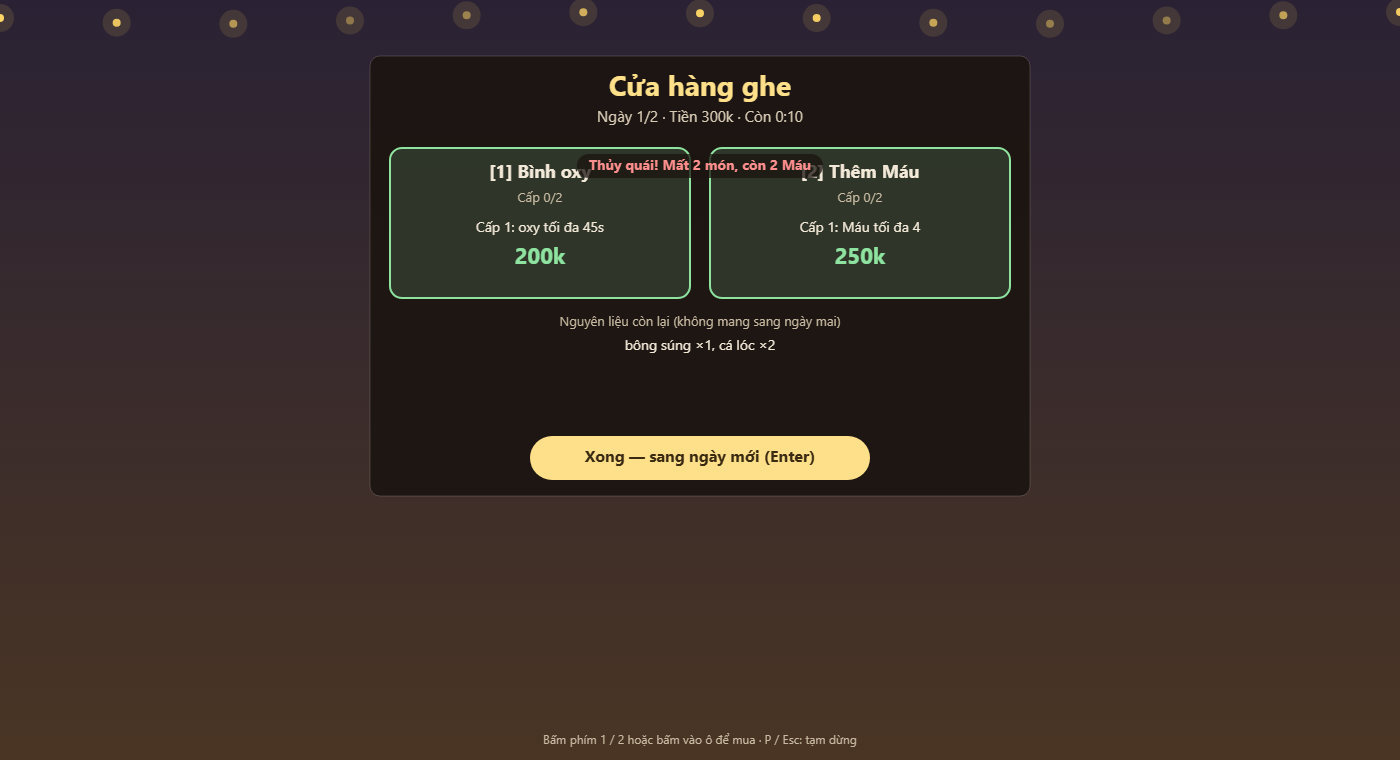 Cửa hàng ghe
Ngày 1/2 · Tiền 300k · Còn 0:10
Thủy quái! Mất 2 món, còn 2 Máu
[1] Bình oxy
Cấp 0/2
Cấp 1: oxy tối đa 45s
200k
[2] Thêm Máu
Cấp 0/2
Cấp 1: Máu tối đa 4
250k
Nguyên liệu còn lại (không mang sang ngày mai)
bông súng ×1, cá lóc ×2
Xong — sang ngày mới (Enter)
Bấm phím 1 / 2 hoặc bấm vào ô để mua · P / Esc: tạm dừng